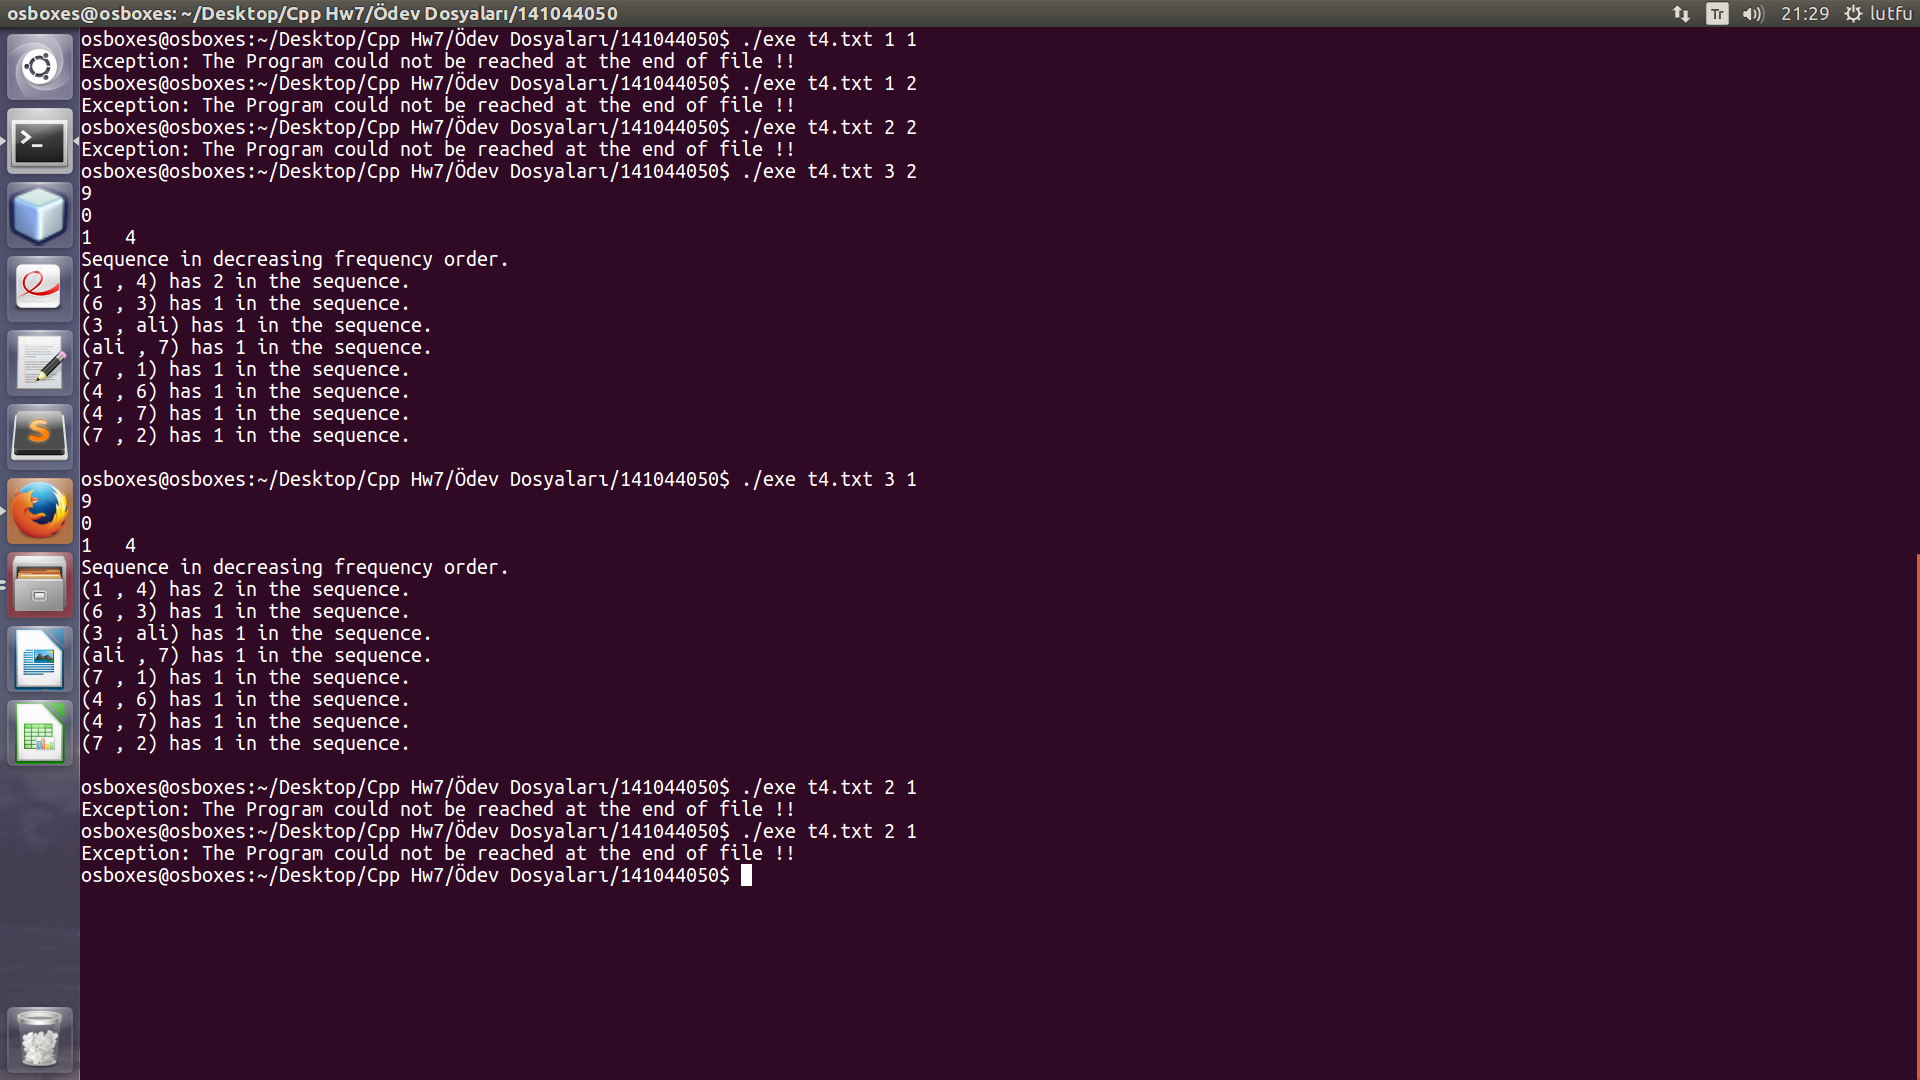 osboxes@osboxes: ~/Desktop/Cpp Hw7/Ödev Dosyaları/141044050 Tr 21:29 lutfu
osboxes@osboxes:~/Desktop/Cpp Hw7/Ödev Dosyaları/141044050$ ./exe t4.txt 1 1
Exception: The Program could not be reached at the end of file !!
osboxes@osboxes:~/Desktop/Cpp Hw7/Ödev Dosyaları/141044050$ ./exe t4.txt 1 2
Exception: The Program could not be reached at the end of file !!
osboxes@osboxes:~/Desktop/Cpp Hw7/Ödev Dosyaları/141044050$ ./exe t4.txt 2 2
Exception: The Program could not be reached at the end of file !!
osboxes@osboxes:~/Desktop/Cpp Hw7/Ödev Dosyaları/141044050$ ./exe t4.txt 3 2
9
0
1   4
Sequence in decreasing frequency order.
(1 , 4) has 2 in the sequence.
(6 , 3) has 1 in the sequence.
(3 , ali) has 1 in the sequence.
(ali , 7) has 1 in the sequence.
(7 , 1) has 1 in the sequence.
(4 , 6) has 1 in the sequence.
(4 , 7) has 1 in the sequence.
(7 , 2) has 1 in the sequence.
osboxes@osboxes:~/Desktop/Cpp Hw7/Ödev Dosyaları/141044050$ ./exe t4.txt 3 1
9
0
1   4
Sequence in decreasing frequency order.
(1 , 4) has 2 in the sequence.
(6 , 3) has 1 in the sequence.
(3 , ali) has 1 in the sequence.
(ali , 7) has 1 in the sequence.
(7 , 1) has 1 in the sequence.
(4 , 6) has 1 in the sequence.
(4 , 7) has 1 in the sequence.
(7 , 2) has 1 in the sequence.
osboxes@osboxes:~/Desktop/Cpp Hw7/Ödev Dosyaları/141044050$ ./exe t4.txt 2 1
Exception: The Program could not be reached at the end of file !!
osboxes@osboxes:~/Desktop/Cpp Hw7/Ödev Dosyaları/141044050$ ./exe t4.txt 2 1
Exception: The Program could not be reached at the end of file !!
osboxes@osboxes:~/Desktop/Cpp Hw7/Ödev Dosyaları/141044050$